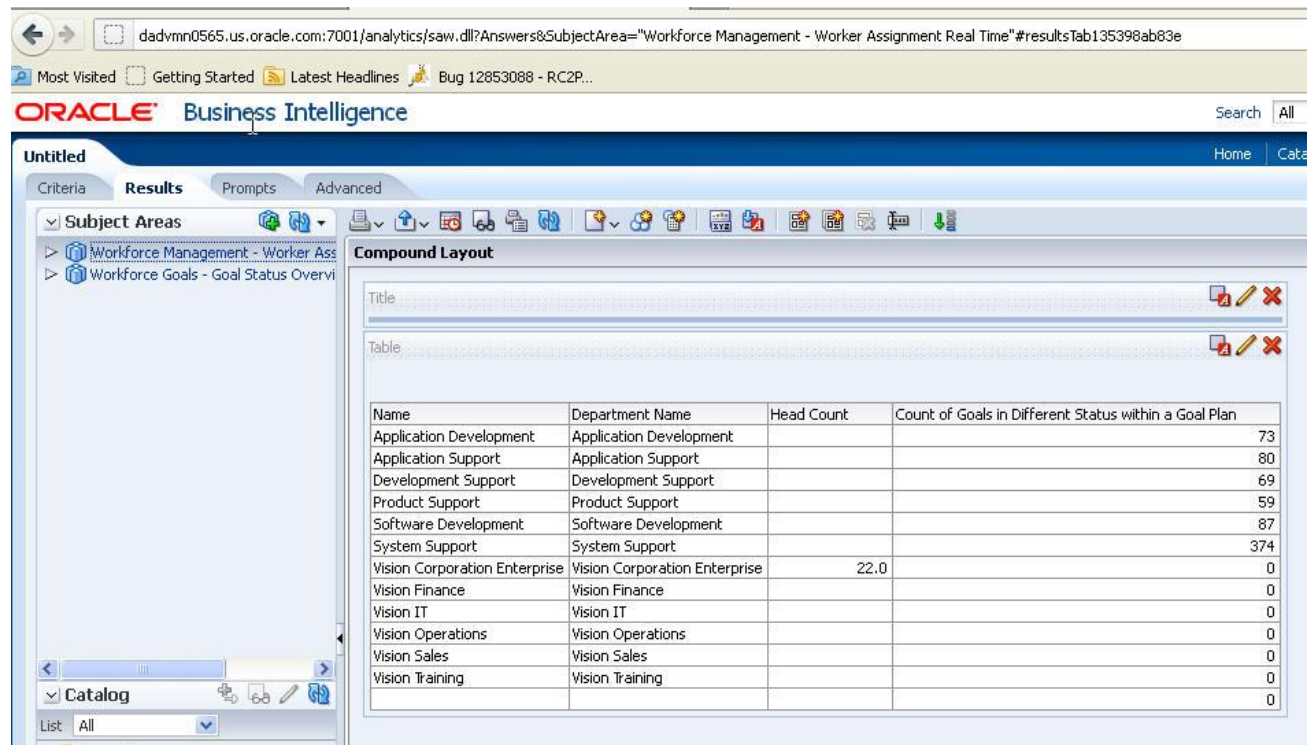 dadvmn0565.us.oracle.com:7001/analytics/saw.dll?Answers&SubjectArea="Workforce Management - Worker Assignment Real Time"#resultsTab135398ab83e
Most Visited Getting Started Latest Headlines Bug 12853088 - RC2P...
ORACLE Business Intelligence Search All
Untitled Home Cata
Criteria Results Prompts Advanced
Subject Areas
Workforce Management - Worker Ass
Workforce Goals - Goal Status Overvi
Compound Layout
Title
Table
Name Department Name Head Count Count of Goals in Different Status within a Goal Plan
Application Development Application Development 73
Application Support Application Support 80
Development Support Development Support 69
Product Support Product Support 59
Software Development Software Development 87
System Support System Support 374
Vision Corporation Enterprise Vision Corporation Enterprise 22.0 0
Vision Finance Vision Finance 0
Vision IT Vision IT 0
Vision Operations Vision Operations 0
Vision Sales Vision Sales 0
Vision Training Vision Training 0
0
Catalog
List All